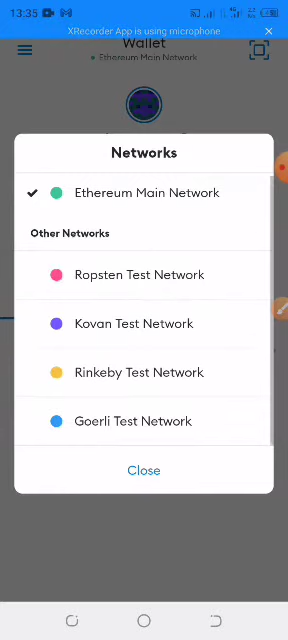 13:35
XRecorder App is using microphone
Wallet
Ethereum Main Network
Networks
Ethereum Main Network
Other Networks
Ropsten Test Network
Kovan Test Network
Rinkeby Test Network
Goerli Test Network
Close